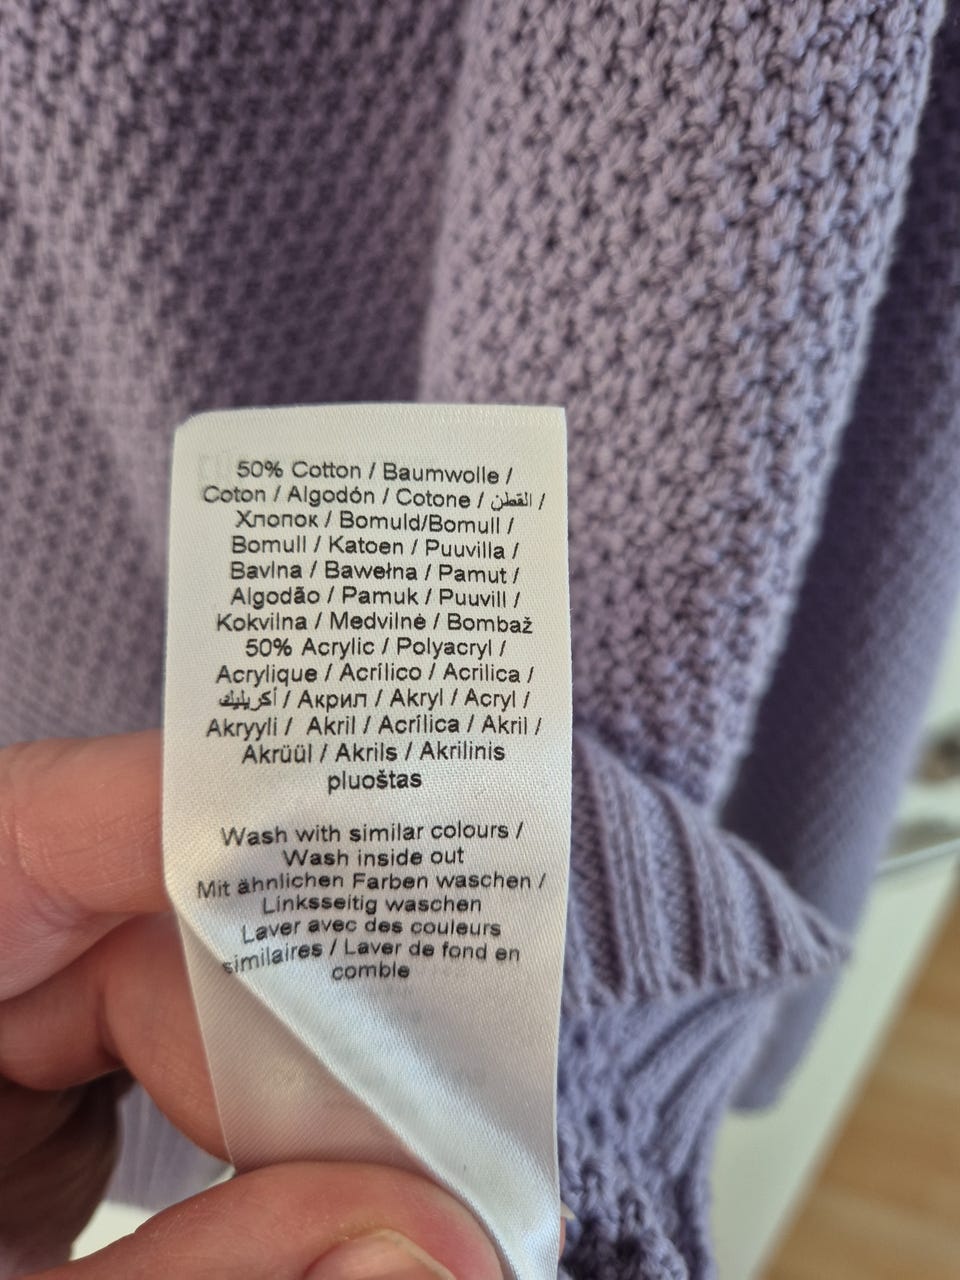 50% Cotton / Baumwolle /
Coton / Algodón / Cotone / القطن /
Хлопок / Bomuld/Bomull /
Bomull / Katoen / Puuvilla /
Bavlna / Bawełna / Pamut /
Algodão / Pamuk / Puuvill /
Kokvilna / Medvilnė / Bombaž
50% Acrylic / Polyacryl /
Acrylique / Acrílico / Acrilica /
أكريليك / Акрил / Akryl / Acryl /
Akryyli / Akril / Acrílica / Akril /
Akrüül / Akrils / Akrilinis
pluoštas
Wash with similar colours /
Wash inside out
Mit ähnlichen Farben waschen /
Linksseitig waschen
Laver avec des couleurs
similaires / Laver de fond en
comble